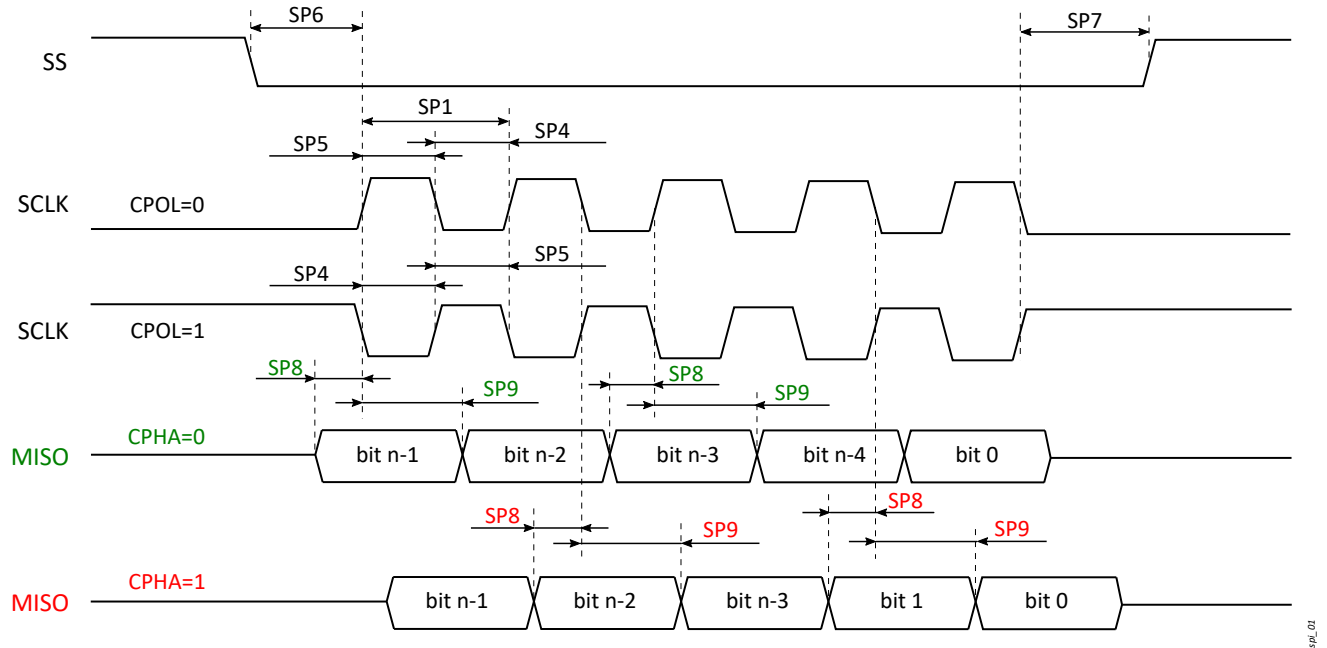 SP6
SP7
SS
SP1
SP4
SP5
SCLK CPOL=0
SP5
SP4
SCLK CPOL=1
SP8 SP8
SP9 SP9
CPHA=0
MISO bit n-1 bit n-2 bit n-3 bit n-4 bit 0
SP8 SP8
SP9 SP9
CPHA=1
MISO bit n-1 bit n-2 bit n-3 bit 1 bit 0
spi_01